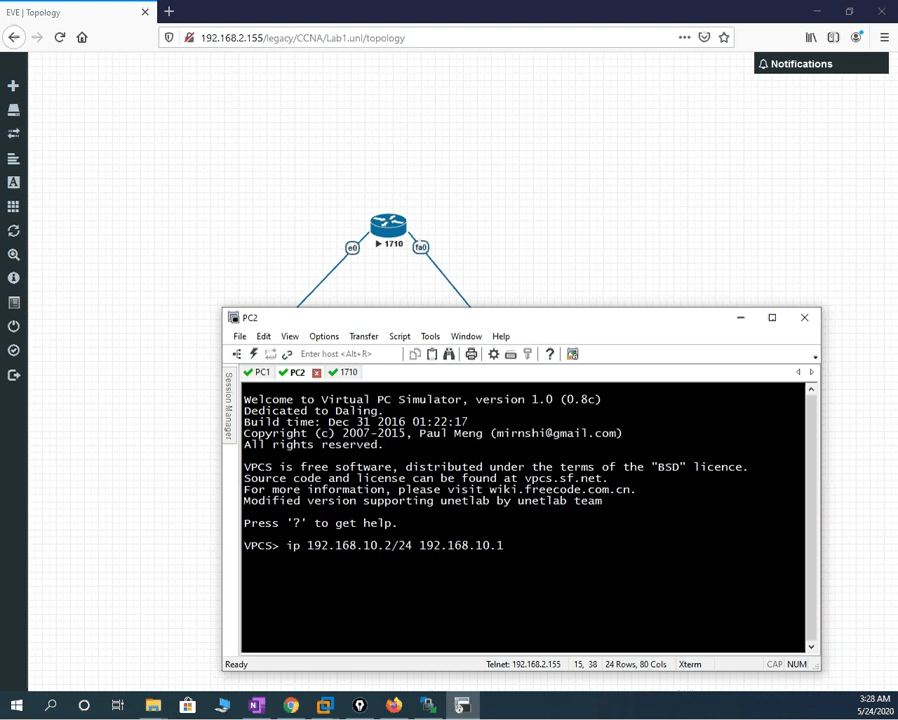 EVE | Topology
192.168.2.155/legacy/CCNA/Lab1.unl/topology
Notifications
e0
fa0
1710
PC2
File Edit View Options Transfer Script Tools Window Help
Enter host <Alt+R>
PC1 PC2 1710
Session Manager
Welcome to Virtual PC Simulator, version 1.0 (0.8c)
Dedicated to Daling.
Build time: Dec 31 2016 01:22:17
Copyright (c) 2007-2015, Paul Meng (mirnshi@gmail.com)
All rights reserved.
VPCS is free software, distributed under the terms of the "BSD" licence.
Source code and license can be found at vpcs.sf.net.
For more information, please visit wiki.freecode.com.cn.
Modified version supporting unetlab by unetlab team
Press '?' to get help.
VPCS> ip 192.168.10.2/24 192.168.10.1
Ready Telnet: 192.168.2.155 15, 38 24 Rows, 80 Cols Xterm CAP NUM
3:28 AM
5/24/2020